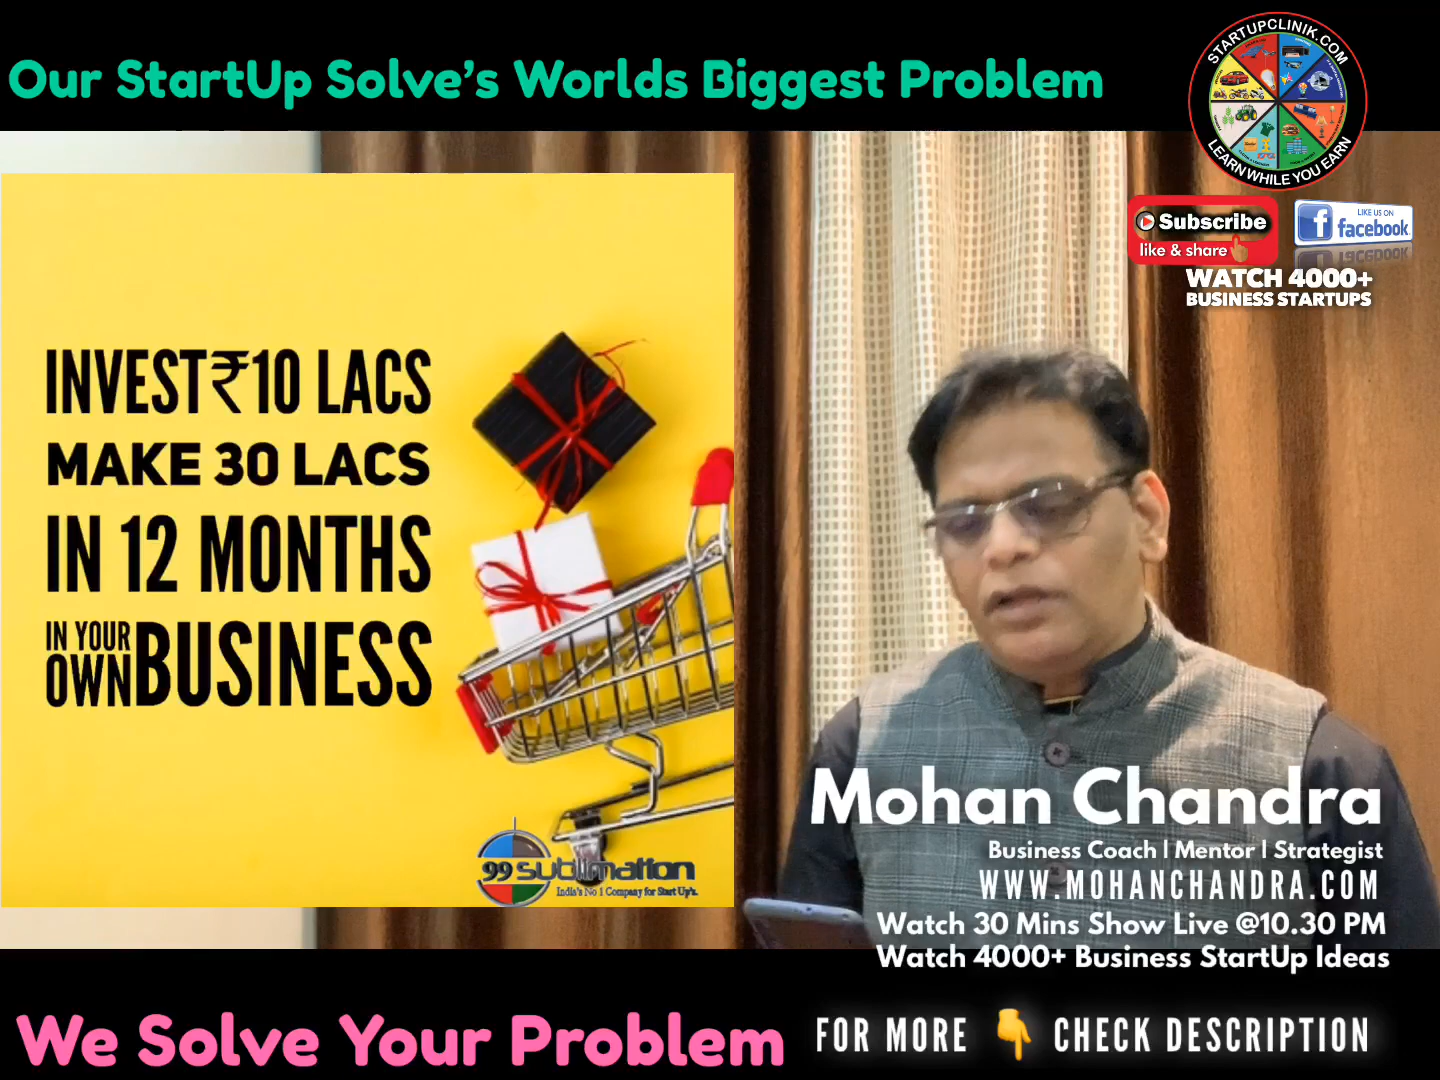 Our StartUp Solve’s Worlds Biggest Problem
STARTUPCLINIK.COM
LEARN WHILE YOU EARN
Subscribe
like & share
LIKE US ON
facebook
WATCH 4000+
BUSINESS STARTUPS
INVEST₹10 LACS
MAKE 30 LACS
IN 12 MONTHS
IN YOUR
OWN BUSINESS
99 sublimation
India's No 1 Company for Start Up's.
Mohan Chandra
Business Coach | Mentor | Strategist
WWW.MOHANCHANDRA.COM
Watch 30 Mins Show Live @10.30 PM
Watch 4000+ Business StartUp Ideas
We Solve Your Problem
FOR MORE 👇 CHECK DESCRIPTION